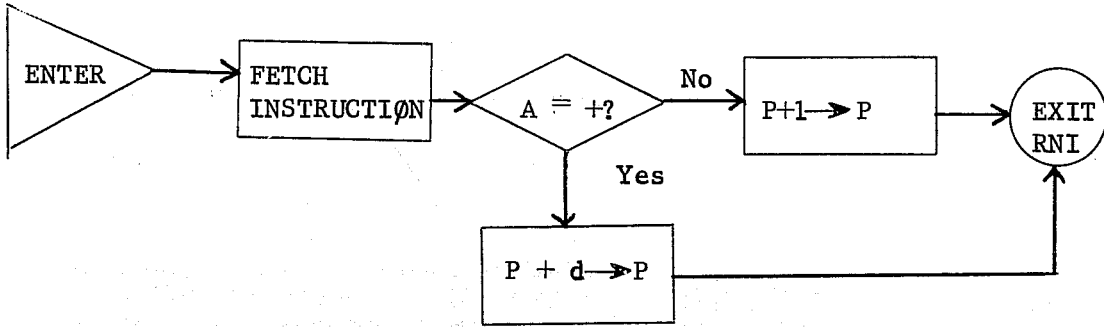 ENTER
FETCH
INSTRUCTIØN
A = +?
No
P+1→P
EXIT
RNI
Yes
P + d→P